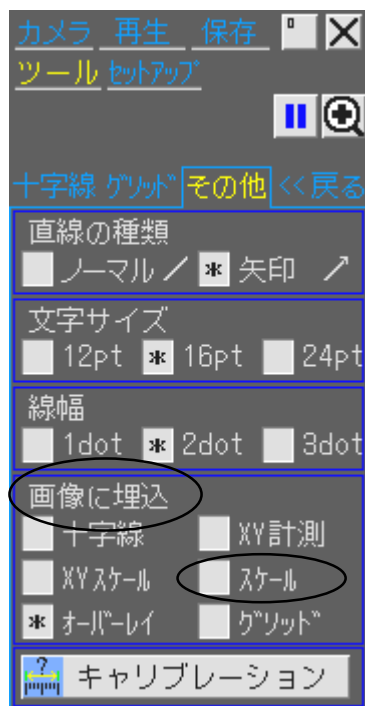 カメラ 再生 保存
ツール ｾｯﾄｱｯﾌﾟ
十字線 ｸﾞﾘｯﾄﾞ その他 <<戻る
直線の種類
ノーマル 矢印
文字サイズ
12pt 16pt 24pt
線幅
1dot 2dot 3dot
画像に埋込
十字線 XY計測
XYｽｹｰﾙ ｽｹｰﾙ
ｵｰﾊﾞｰﾚｲ ｸﾞﾘｯﾄﾞ
? キャリブレーション